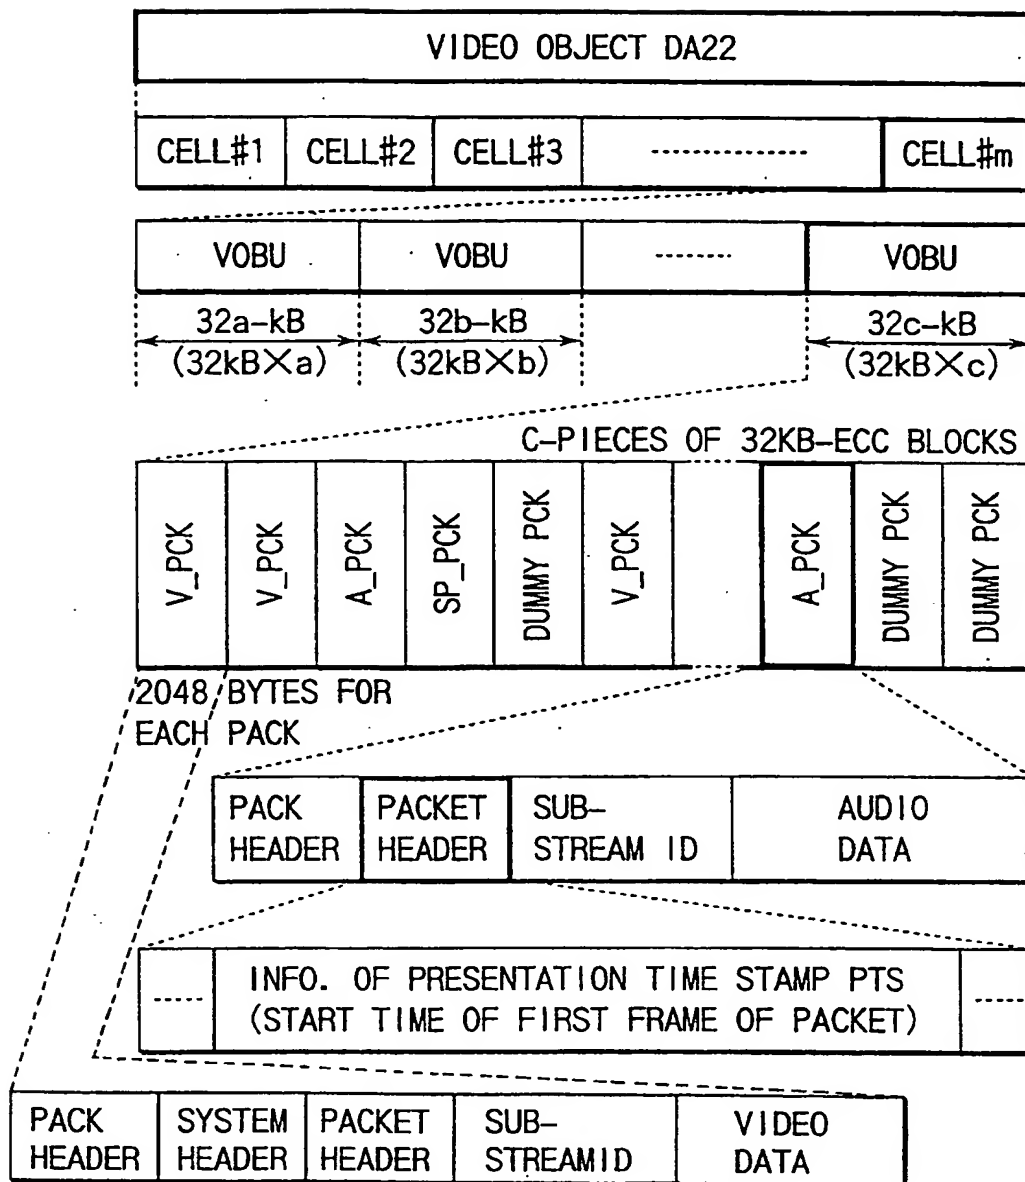 VIDEO OBJECT DA22
CELL#1 CELL#2 CELL#3 CELL#m
VOBU VOBU VOBU
32a-kB 32b-kB 32c-kB
(32kB×a) (32kB×b) (32kB×c)
C-PIECES OF 32KB-ECC BLOCKS
V_PCK
V_PCK
A_PCK
SP_PCK
DUMMY PCK
V_PCK
A_PCK
DUMMY PCK
DUMMY PCK
2048 BYTES FOR
EACH PACK
PACK
HEADER
PACKET
HEADER
SUB-
STREAM ID
AUDIO
DATA
INFO. OF PRESENTATION TIME STAMP PTS
(START TIME OF FIRST FRAME OF PACKET)
PACK
HEADER
SYSTEM
HEADER
PACKET
HEADER
SUB-
STREAMID
VIDEO
DATA